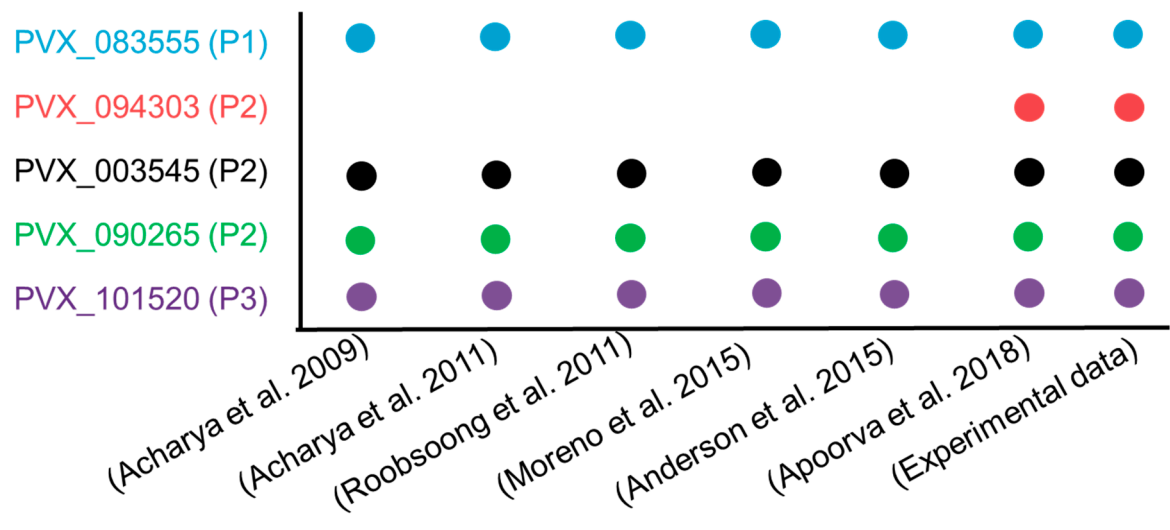 PVX_083555 (P1)
PVX_094303 (P2)
PVX_003545 (P2)
PVX_090265 (P2)
PVX_101520 (P3)
(Acharya et al. 2009)
(Acharya et al. 2011)
(Roobsoong et al. 2011)
(Moreno et al. 2015)
(Anderson et al. 2015)
(Apoorva et al. 2018)
(Experimental data)